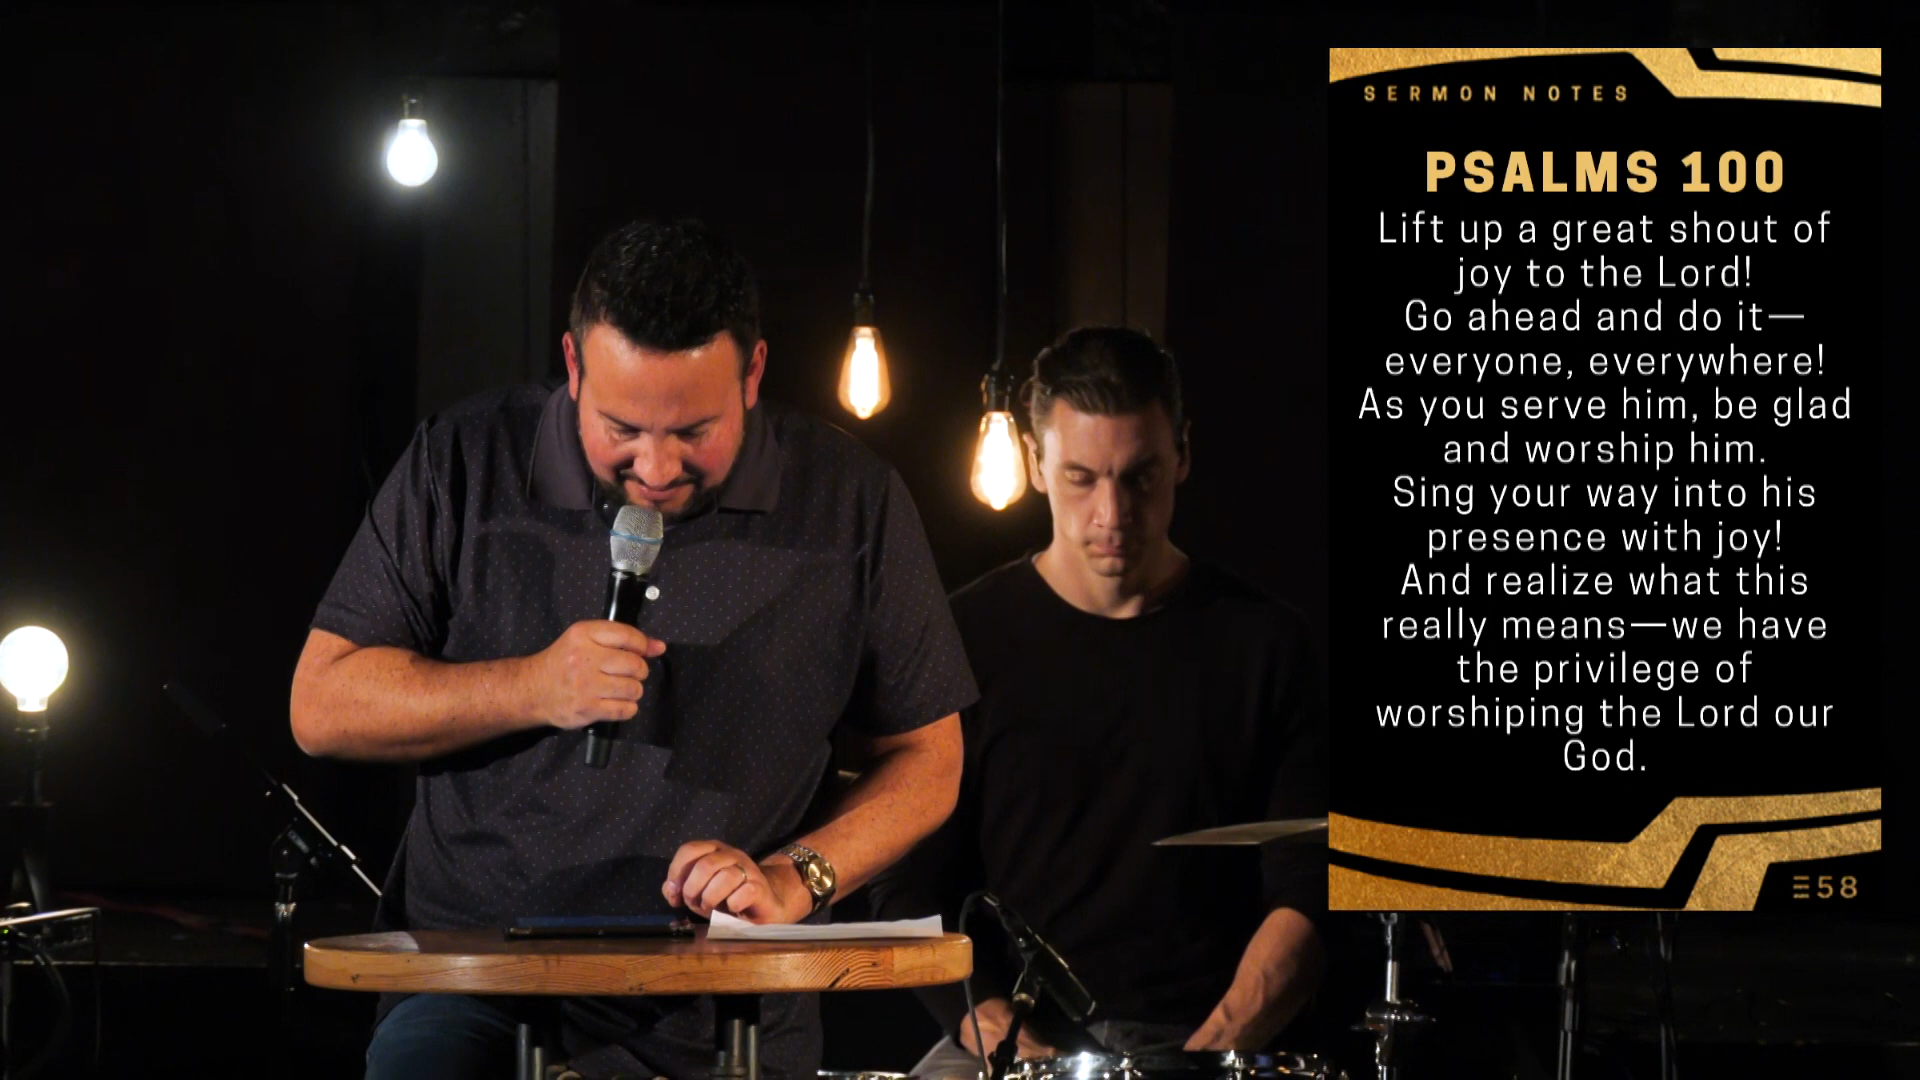 SERMON NOTES
PSALMS 100
Lift up a great shout of
joy to the Lord!
Go ahead and do it—
everyone, everywhere!
As you serve him, be glad
and worship him.
Sing your way into his
presence with joy!
And realize what this
really means—we have
the privilege of
worshiping the Lord our
God.
E58